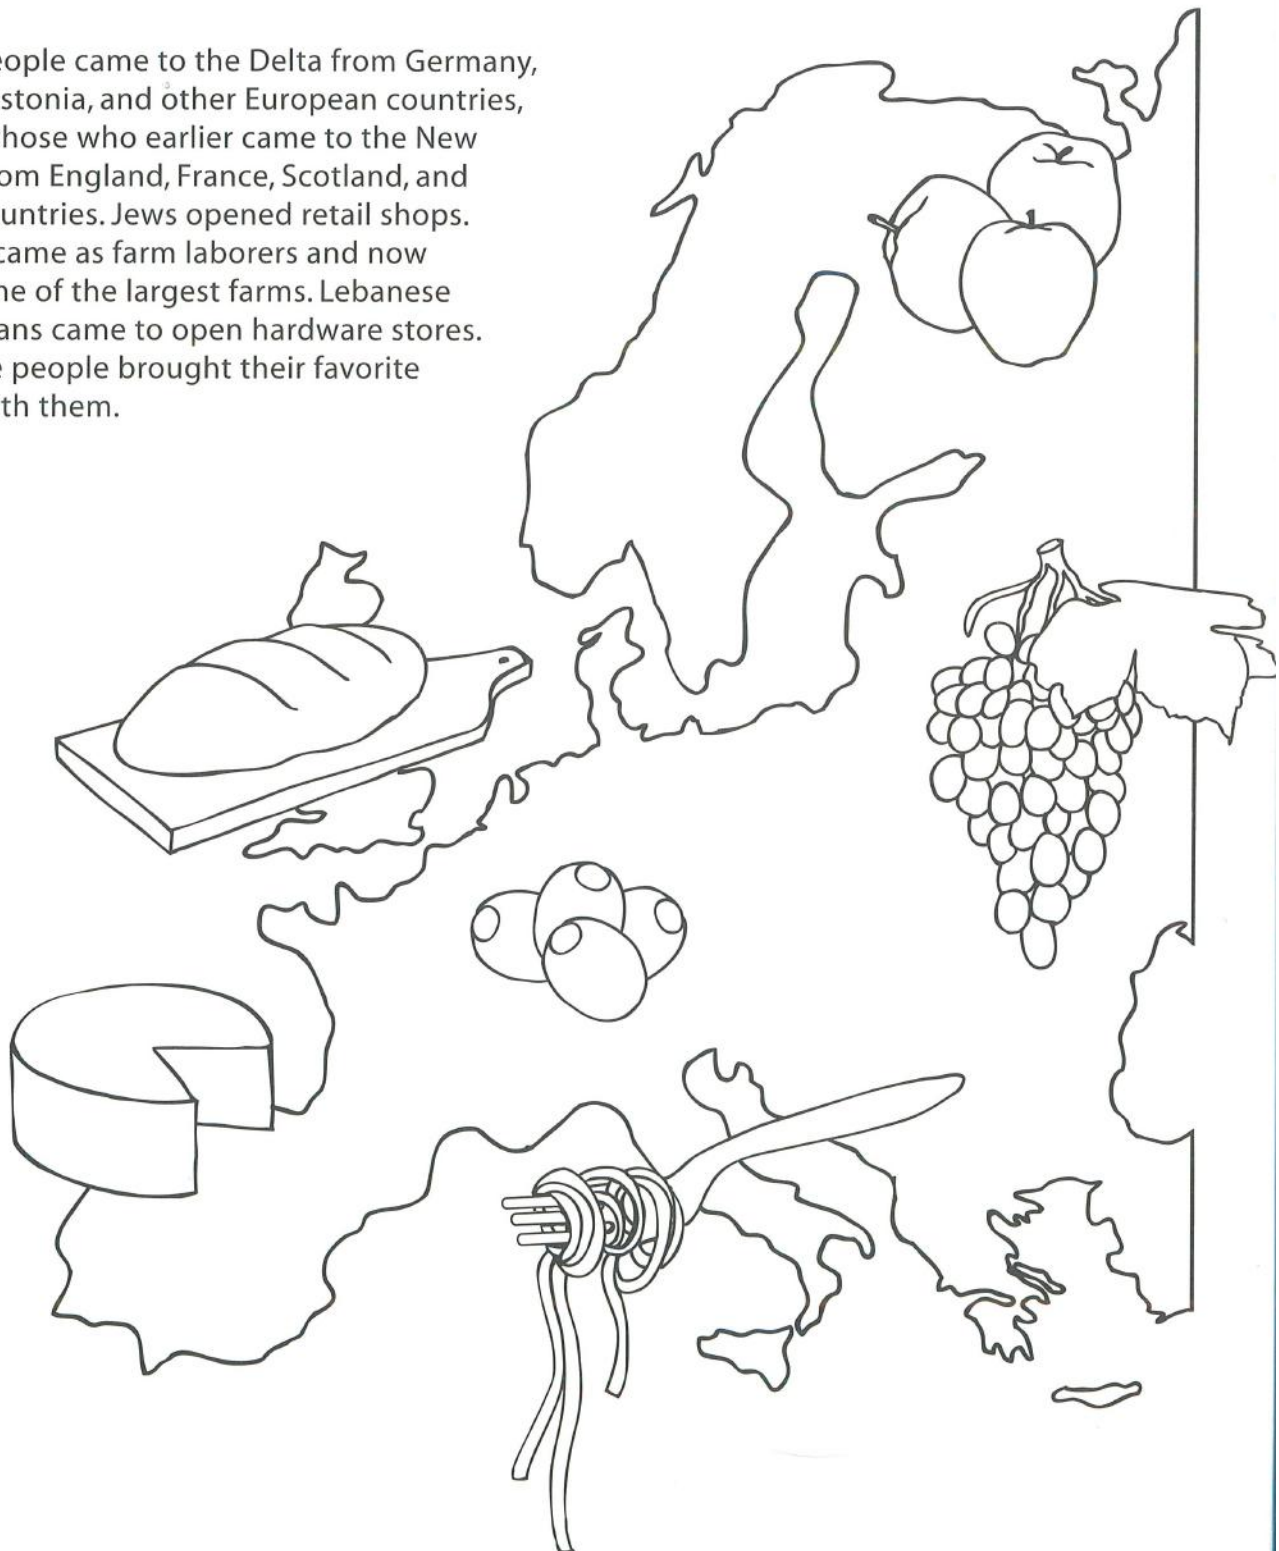 eople came to the Delta from Germany,
stonia, and other European countries,
hose who earlier came to the New
om England, France, Scotland, and
untries. Jews opened retail shops.
came as farm laborers and now
ne of the largest farms. Lebanese
ans came to open hardware stores.
e people brought their favorite
th them.